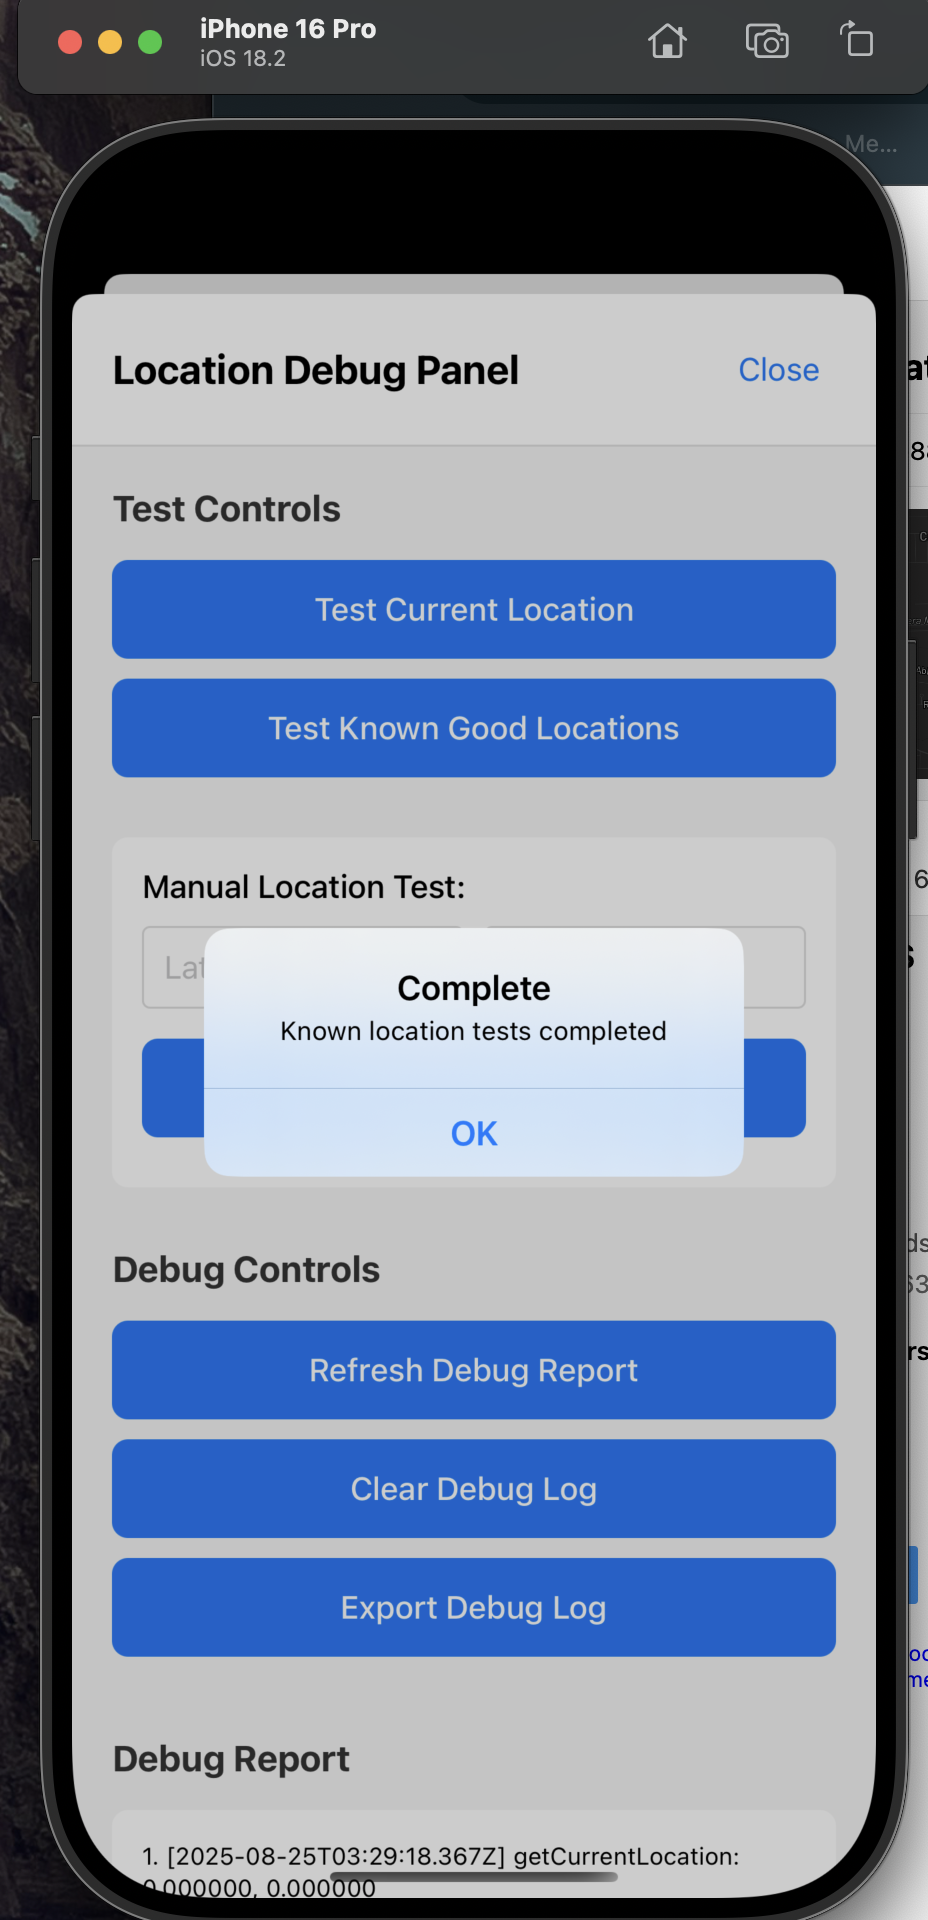 iPhone 16 Pro
iOS 18.2
Me...
Location Debug Panel
Close
Test Controls
Test Current Location
Test Known Good Locations
Manual Location Test:
Complete
Known location tests completed
OK
Debug Controls
Refresh Debug Report
Clear Debug Log
Export Debug Log
Debug Report
1. [2025-08-25T03:29:18.367Z] getCurrentLocation:
0.000000, 0.000000